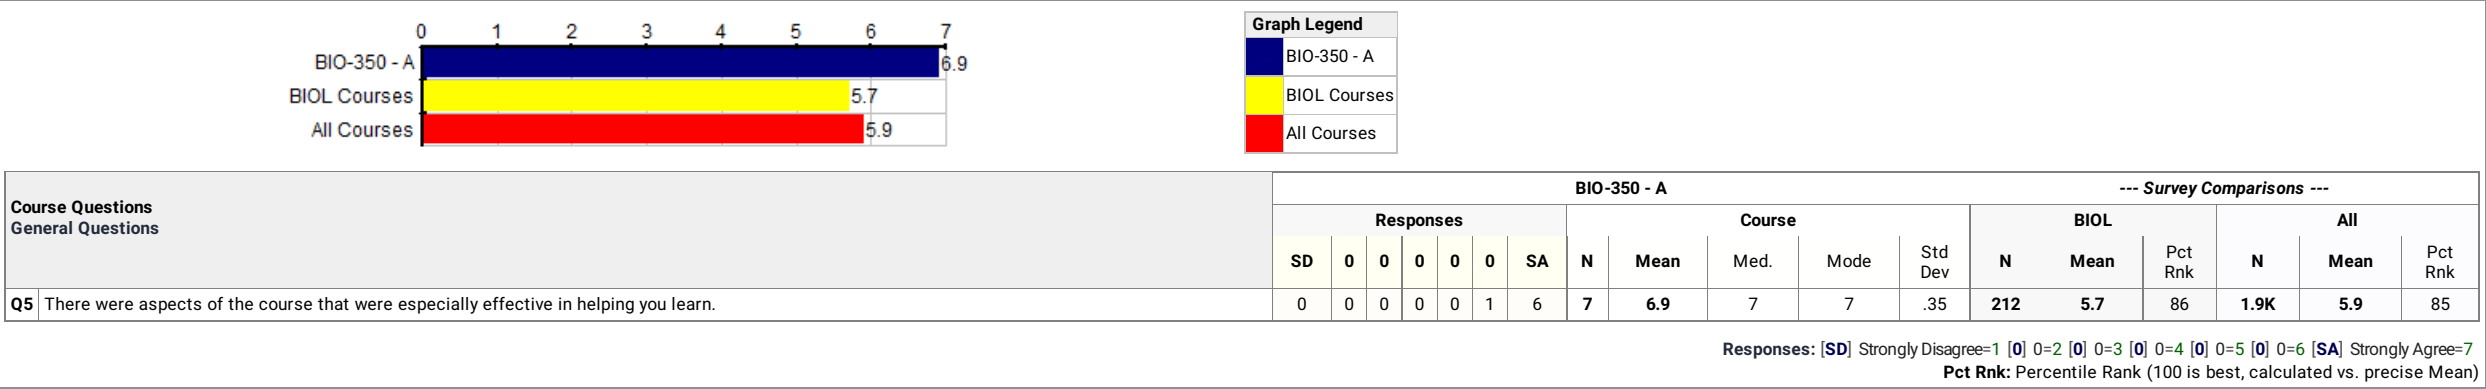 0 1 2 3 4 5 6 7
BIO-350 - A 6.9
BIOL Courses 5.7
All Courses 5.9
Graph Legend
BIO-350 - A
BIOL Courses
All Courses
Course Questions
General Questions
BIO-350 - A --- Survey Comparisons ---
Responses Course BIOL All
SD 0 0 0 0 0 SA N Mean Med. Mode Std Dev N Mean Pct Rnk N Mean Pct Rnk
Q5 There were aspects of the course that were especially effective in helping you learn. 0 0 0 0 0 1 6 7 6.9 7 7 .35 212 5.7 86 1.9K 5.9 85
Responses: [SD] Strongly Disagree=1 [0] 0=2 [0] 0=3 [0] 0=4 [0] 0=5 [0] 0=6 [SA] Strongly Agree=7
Pct Rnk: Percentile Rank (100 is best, calculated vs. precise Mean)